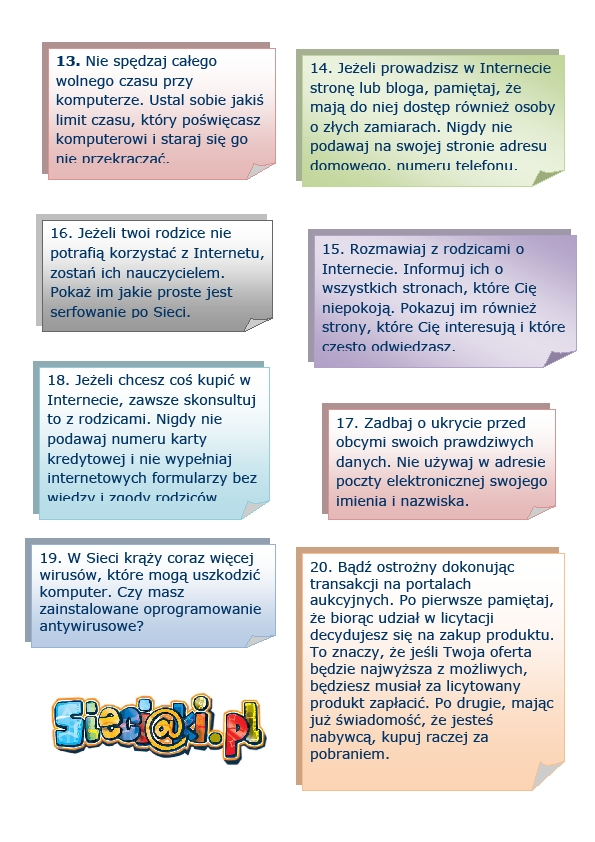 13. Nie spędzaj całego
wolnego czasu przy
komputerze. Ustal sobie jakiś
limit czasu, który poświęcasz
komputerowi i staraj się go
nie przekraczać.
14. Jeżeli prowadzisz w Internecie
stronę lub bloga, pamiętaj, że
mają do niej dostęp również osoby
o złych zamiarach. Nigdy nie
podawaj na swojej stronie adresu
domowego, numeru telefonu.
16. Jeżeli twoi rodzice nie
potrafią korzystać z Internetu,
zostań ich nauczycielem.
Pokaż im jakie proste jest
serfowanie po Sieci.
15. Rozmawiaj z rodzicami o
Internecie. Informuj ich o
wszystkich stronach, które Cię
niepokoją. Pokazuj im również
strony, które Cię interesują i które
często odwiedzasz.
18. Jeżeli chcesz coś kupić w
Internecie, zawsze skonsultuj
to z rodzicami. Nigdy nie
podawaj numeru karty
kredytowej i nie wypełniaj
internetowych formularzy bez
wiedzy i zgody rodziców
17. Zadbaj o ukrycie przed
obcymi swoich prawdziwych
danych. Nie używaj w adresie
poczty elektronicznej swojego
imienia i nazwiska.
19. W Sieci krąży coraz więcej
wirusów, które mogą uszkodzić
komputer. Czy masz
zainstalowane oprogramowanie
antywirusowe?
20. Bądź ostrożny dokonując
transakcji na portalach
aukcyjnych. Po pierwsze pamiętaj,
że biorąc udział w licytacji
decydujesz się na zakup produktu.
To znaczy, że jeśli Twoja oferta
będzie najwyższa z możliwych,
będziesz musiał za licytowany
produkt zapłacić. Po drugie, mając
już świadomość, że jesteś
nabywcą, kupuj raczej za
pobraniem.
Sieci@ki.pl